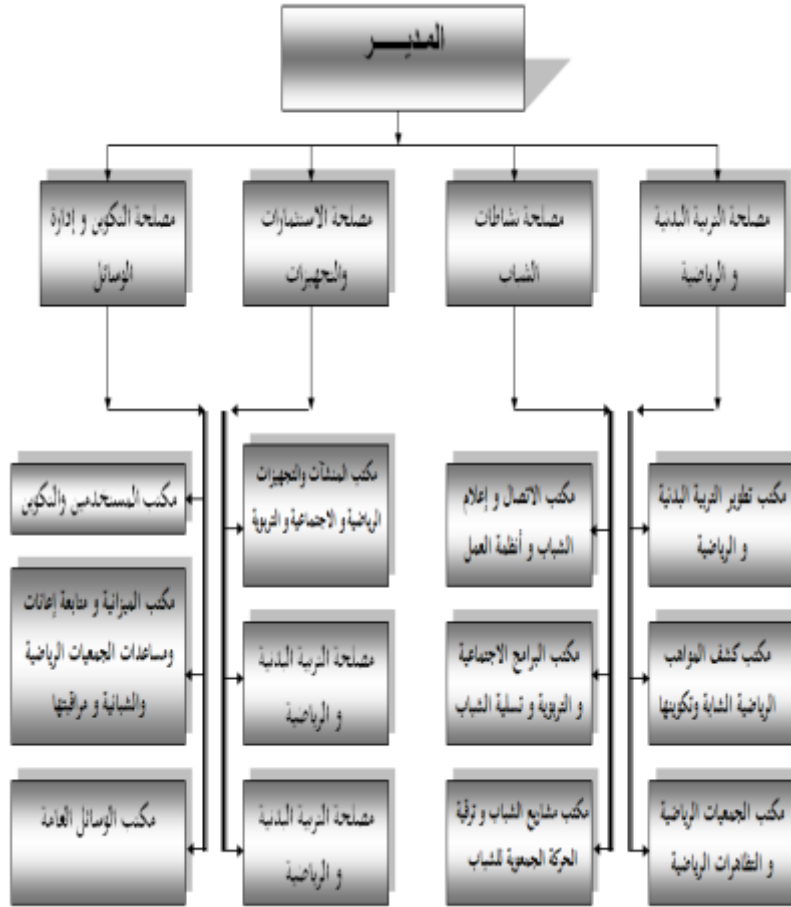 المديـــــر
مصلحة التربية البدنية
و الرياضية
مصلحة نشاطات
الشباب
مصلحة الاستثمارات
والتجهيزات
مصلحة التكوين و إدارة
الوسائل
مكتب تطوير التربية البدنية
و الرياضية
مكتب كشف المواهب
الرياضية الشابة وتكوينها
مكتب الجمعيات الرياضية
و التظاهرات الرياضية
مكتب الاتصال و إعلام
الشباب و أنظمة العمل
مكتب البرامج الاجتماعية
و التربوية و تسلية الشباب
مكتب مشاريع الشباب و ترقية
الحركة الجمعوية للشباب
مكتب المنشآت والتجهيزات
الرياضية و الاجتماعية و التربوية
مصلحة التربية البدنية
و الرياضية
مصلحة التربية البدنية
و الرياضية
مكتب المستخدمين والتكوين
مكتب الميزانية و متابعة إعانات
ومساعدات الجمعيات الرياضية
والشبانية و مراقبتها
مكتب الوسائل العامة